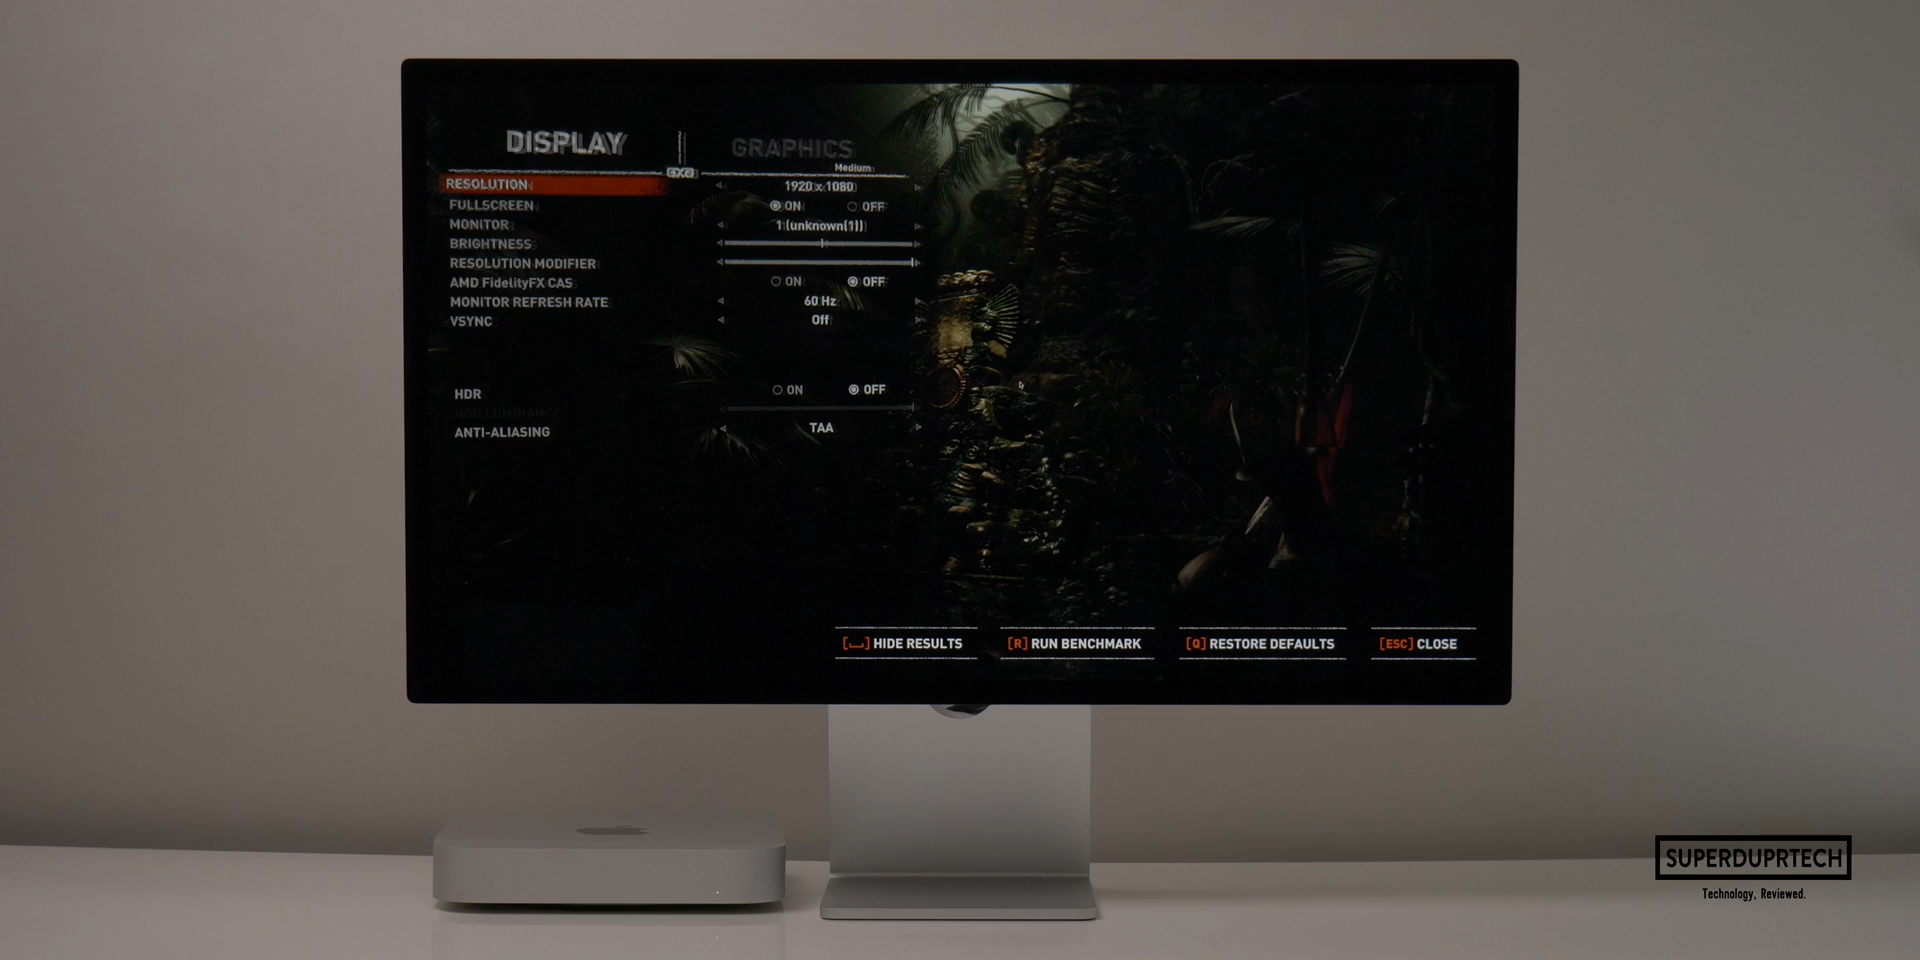 DISPLAY
GRAPHICS
Medium
RESOLUTION 1920 x 1080
FULLSCREEN ON OFF
MONITOR 1 (unknown(1))
BRIGHTNESS
RESOLUTION MODIFIER
AMD FidelityFX CAS ON OFF
MONITOR REFRESH RATE 60 Hz
VSYNC Off
HDR ON OFF
HDR LUMINANCE
ANTI-ALIASING TAA
HIDE RESULTS [R] RUN BENCHMARK [Q] RESTORE DEFAULTS [ESC] CLOSE
SUPERDUPRTECH
Technology, Reviewed.